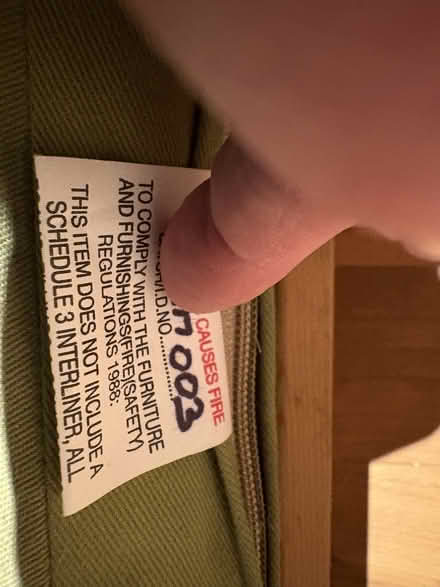 CAUSES FIRE
003
I.D NO..............
TO COMPLY WITH THE FURNITURE
AND FURNISHINGS(FIRE)(SAFETY)
REGULATIONS 1988:
THIS ITEM DOES NOT INCLUDE A
SCHEDULE 3 INTERLINER, ALL